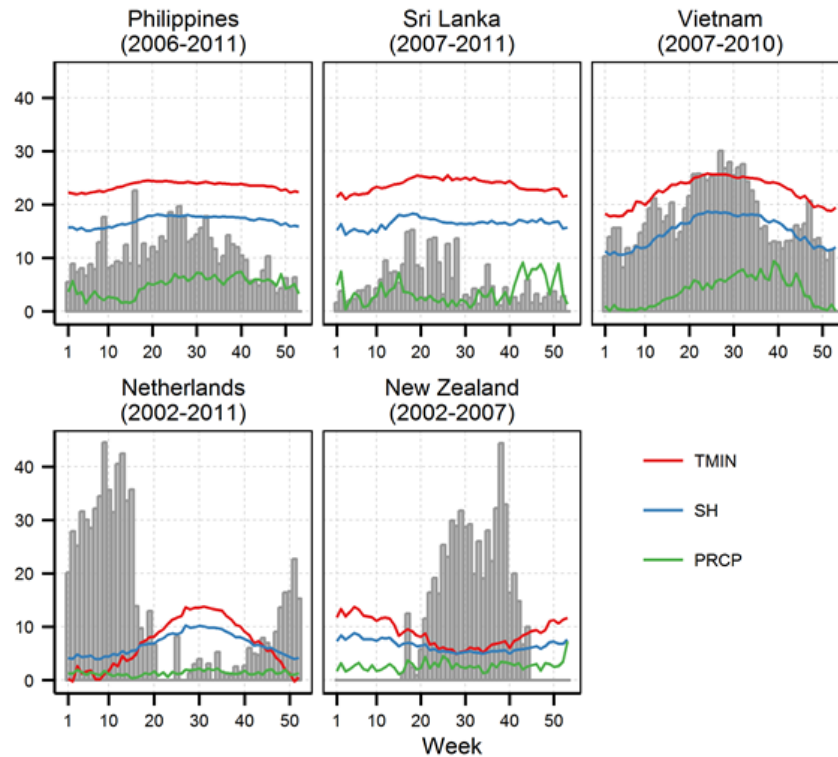 Philippines
(2006-2011)
Sri Lanka
(2007-2011)
Vietnam
(2007-2010)
40
30
20
10
0
1 10 20 30 40 50
1 10 20 30 40 50
1 10 20 30 40 50
Netherlands
(2002-2011)
New Zealand
(2002-2007)
40
30
20
10
0
1 10 20 30 40 50
1 10 20 30 40 50
TMIN
SH
PRCP
Week